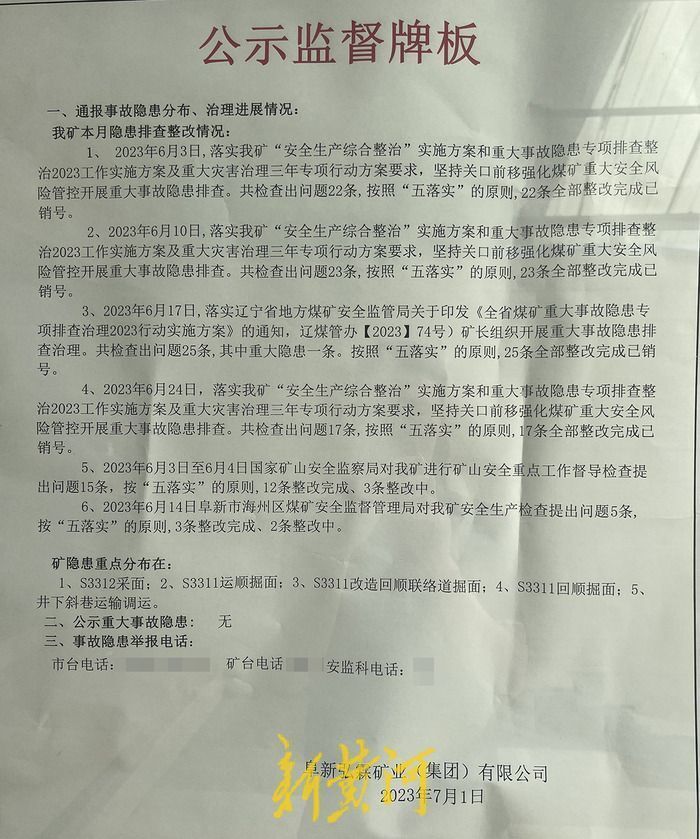 公示监督牌板
一、通报事故隐患分布、治理进展情况：
我矿本月隐患排查整改情况：
1、 2023年6月3日,落实我矿“安全生产综合整治”实施方案和重大事故隐患专项排查整
治2023工作实施方案及重大灾害治理三年专项行动方案要求，坚持关口前移强化煤矿重大安全风
险管控开展重大事故隐患排查。共检查出问题22条,按照“五落实”的原则,22条全部整改完成已
销号。
2、2023年6月10日,落实我矿“安全生产综合整治”实施方案和重大事故隐患专项排查整
治2023工作实施方案及重大灾害治理三年专项行动方案要求，坚持关口前移强化煤矿重大安全风
险管控开展重大事故隐患排查。共检查出问题23条,按照“五落实”的原则,23条全部整改完成已
销号。
3、2023年6月17日,落实辽宁省地方煤矿安全监管局关于印发《全省煤矿重大事故隐患专
项排查治理2023行动实施方案》的通知，辽煤管办【2023】74号）矿长组织开展重大事故隐患排
查治理。共检查出问题25条,其中重大隐患一条。按照“五落实”的原则,25条全部整改完成已销
号。
4、2023年6月24日，落实我矿“安全生产综合整治”实施方案和重大事故隐患专项排查整
治2023工作实施方案及重大灾害治理三年专项行动方案要求，坚持关口前移强化煤矿重大安全风
险管控开展重大事故隐患排查。共检查出问题17条,按照“五落实”的原则,17条全部整改完成已
销号。
5、2023年6月3日至6月4日国家矿山安全监察局对我矿进行矿山安全重点工作督导检查提
出问题15条，按“五落实”的原则,12条整改完成、3条整改中。
6、2023年6月14日阜新市海州区煤矿安全监督管理局对我矿安全生产检查提出问题5条,
按“五落实”的原则,3条整改完成、2条整改中。
矿隐患重点分布在：
1、S3312采面；2、S3311运顺掘面；3、S3311改造回顺联络道掘面；4、S3311回顺掘面；5、
井下斜巷运输调运。
二、公示重大事故隐患： 无
三、事故隐患举报电话：
市台电话： 矿台电话 安监科电话：
阜新弘霖矿业（集团）有限公司
2023年7月1日
新黄河